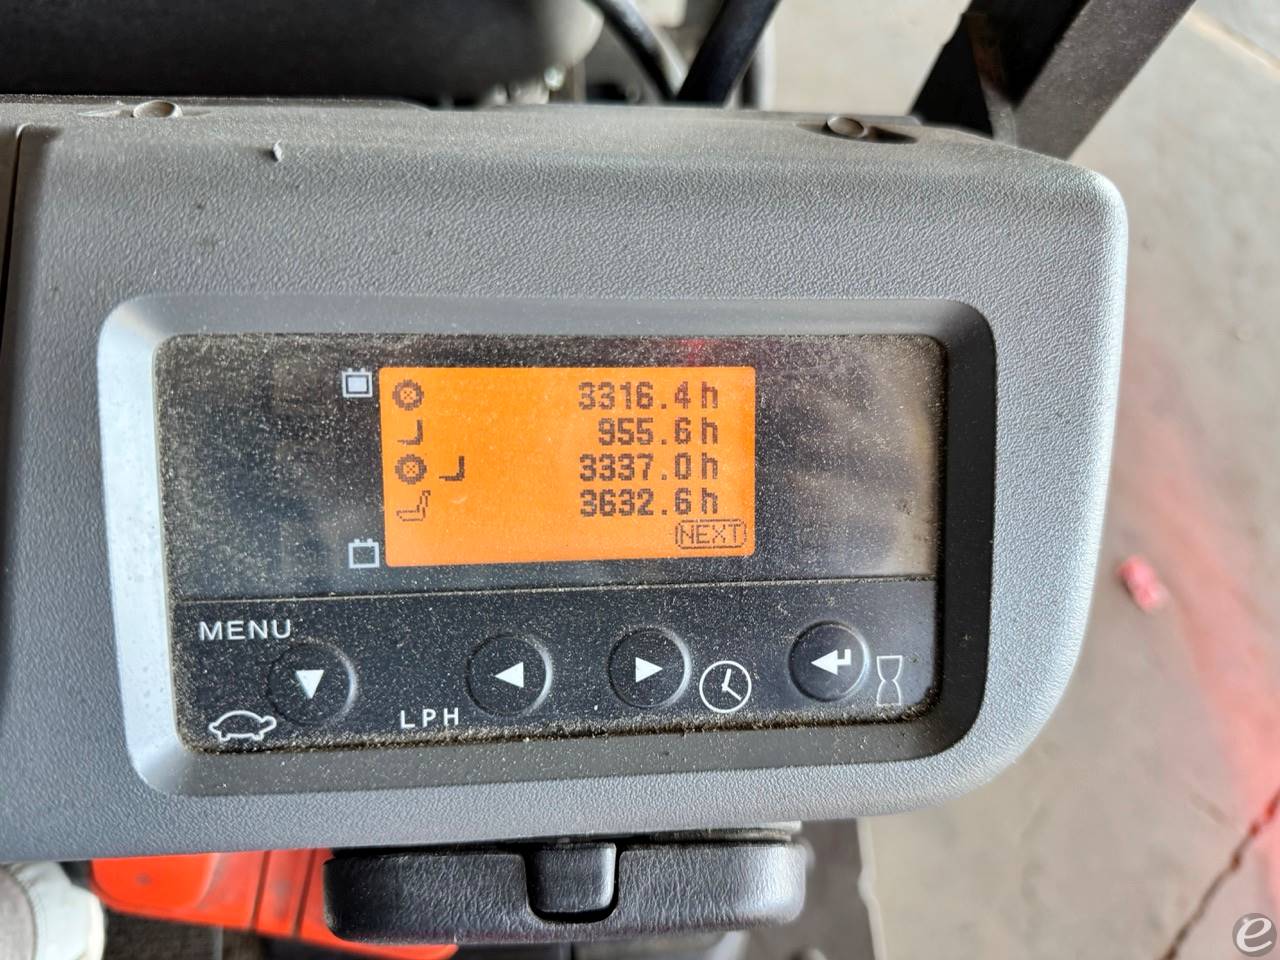 3316.4 h
955.6 h
3337.0 h
3632.6 h
NEXT
MENU
LPH
e